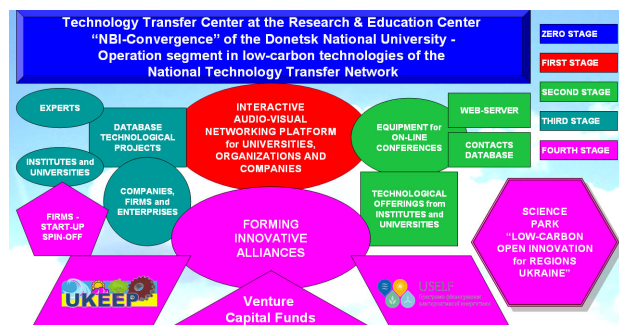 Technology Transfer Center at the Research & Education Center
“NBI-Convergence” of the Donetsk National University -
Operation segment in low-carbon technologies of the
National Technology Transfer Network
ZERO STAGE
FIRST STAGE
SECOND STAGE
THIRD STAGE
FOURTH STAGE
EXPERTS
DATABASE
TECHNOLOGICAL
PROJECTS
INSTITUTES and
UNIVERSITIES
COMPANIES,
FIRMS and
ENTERPRISES
FIRMS -
START-UP
SPIN-OFF
INTERACTIVE
AUDIO-VISUAL
NETWORKING PLATFORM
for UNIVERSITIES,
ORGANIZATIONS AND
COMPANIES
EQUIPMENT for
ON-LINE
CONFERENCES
WEB-SERVER
CONTACTS
DATABASE
TECHNOLOGICAL
OFFERINGS from
INSTITUTES and
UNIVERSITIES
FORMING
INNOVATIVE
ALLIANCES
SCIENCE
PARK
“LOW-CARBON
OPEN INNOVATION
for REGIONS
UKRAINE”
UKEEP
USELF
Venture
Capital Funds